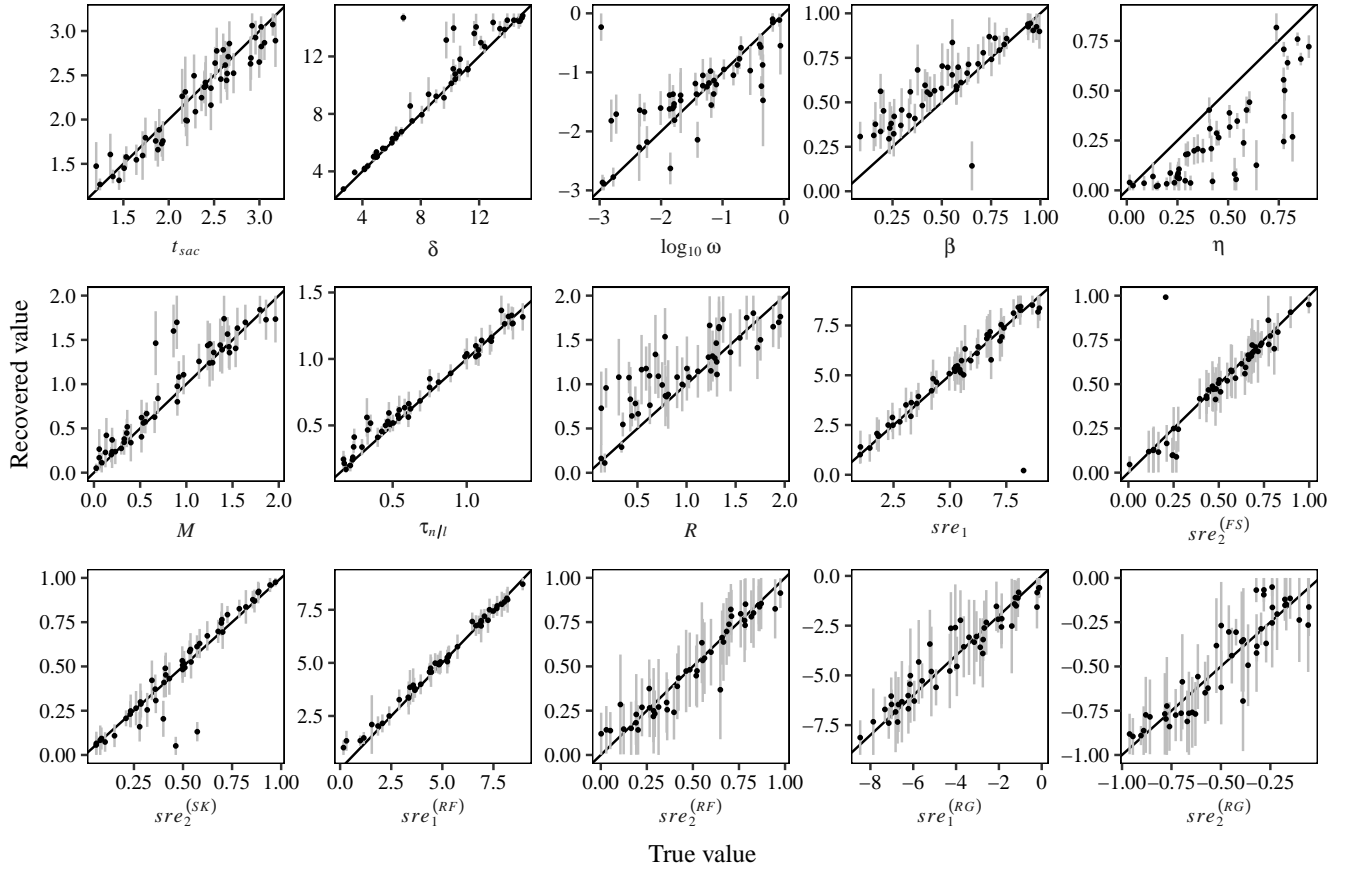 3.0
2.5
2.0
1.5
1.5 2.0 2.5 3.0
t_sac
12
8
4
4 8 12
δ
0
−1
−2
−3
−3 −2 −1 0
log₁₀ ω
1.00
0.75
0.50
0.25
0.00
0.25 0.50 0.75 1.00
β
0.75
0.50
0.25
0.00
0.00 0.25 0.50 0.75
η
Recovered value
2.0
1.5
1.0
0.5
0.0
0.0 0.5 1.0 1.5 2.0
M
1.5
1.0
0.5
0.5 1.0
τ_n/l
2.0
1.5
1.0
0.5
0.0
0.5 1.0 1.5 2.0
R
7.5
5.0
2.5
0.0
2.5 5.0 7.5
sre₁
1.00
0.75
0.50
0.25
0.00
0.00 0.25 0.50 0.75 1.00
sre₂^(FS)
1.00
0.75
0.50
0.25
0.00
0.25 0.50 0.75 1.00
sre₂^(SK)
7.5
5.0
2.5
0.0 2.5 5.0 7.5
sre₁^(RF)
1.00
0.75
0.50
0.25
0.00
0.00 0.25 0.50 0.75 1.00
sre₂^(RF)
0.0
−2.5
−5.0
−7.5
−8 −6 −4 −2 0
sre₁^(RG)
0.00
−0.25
−0.50
−0.75
−1.00
−1.00 −0.75 −0.50 −0.25
sre₂^(RG)
True value